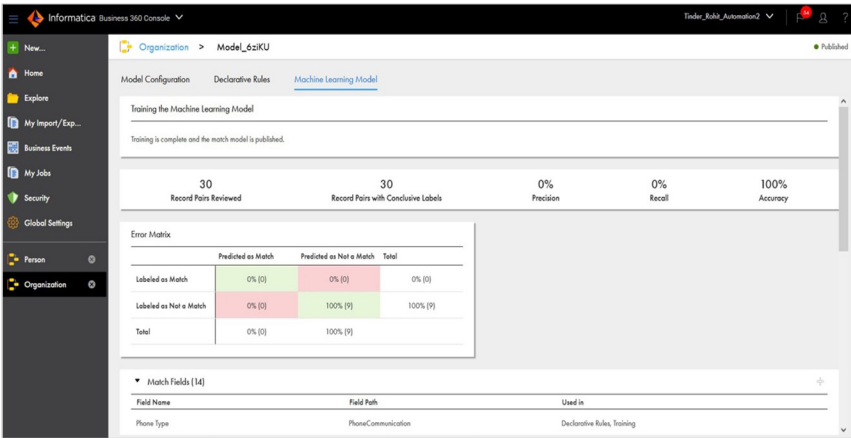 Informatica Business 360 Console
Tinder_Rohit_Automation2
?
New...
Home
Explore
My Import/Exp...
Business Events
My Jobs
Security
Global Settings
Person
Organization
Organization > Model_6ziKU
Published
Model Configuration Declarative Rules Machine Learning Model
Training the Machine Learning Model
Training is complete and the match model is published.
30 30 0% 0% 100%
Record Pairs Reviewed Record Pairs with Conclusive Labels Precision Recall Accuracy
Error Matrix
Predicted as Match Predicted as Not a Match Total
Labeled as Match 0% (0) 0% (0) 0% (0)
Labeled as Not a Match 0% (0) 100% (9) 100% (9)
Total 0% (0) 100% (9)
Match Fields (14)
Field Name Field Path Used in
Phone Type PhoneCommunication Declarative Rules, Training